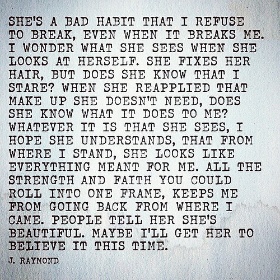 SHE'S A BAD HABIT THAT I REFUSE
TO BREAK, EVEN WHEN IT BREAKS ME.
I WONDER WHAT SHE SEES WHEN SHE
LOOKS AT HERSELF. SHE FIXES HER
HAIR, BUT DOES SHE KNOW THAT I
STARE? WHEN SHE REAPPLIED THAT
MAKE UP SHE DOESN'T NEED, DOES
SHE KNOW WHAT IT DOES TO ME?
WHATEVER IT IS THAT SHE SEES, I
HOPE SHE UNDERSTANDS, THAT FROM
WHERE I STAND, SHE LOOKS LIKE
EVERYTHING MEANT FOR ME. ALL THE
STRENGTH AND FAITH YOU COULD
ROLL INTO ONE FRAME, KEEPS ME
FROM GOING BACK FROM WHERE I
CAME. PEOPLE TELL HER SHE'S
BEAUTIFUL. MAYBE I'LL GET HER TO
BELIEVE IT THIS TIME.
J. RAYMOND